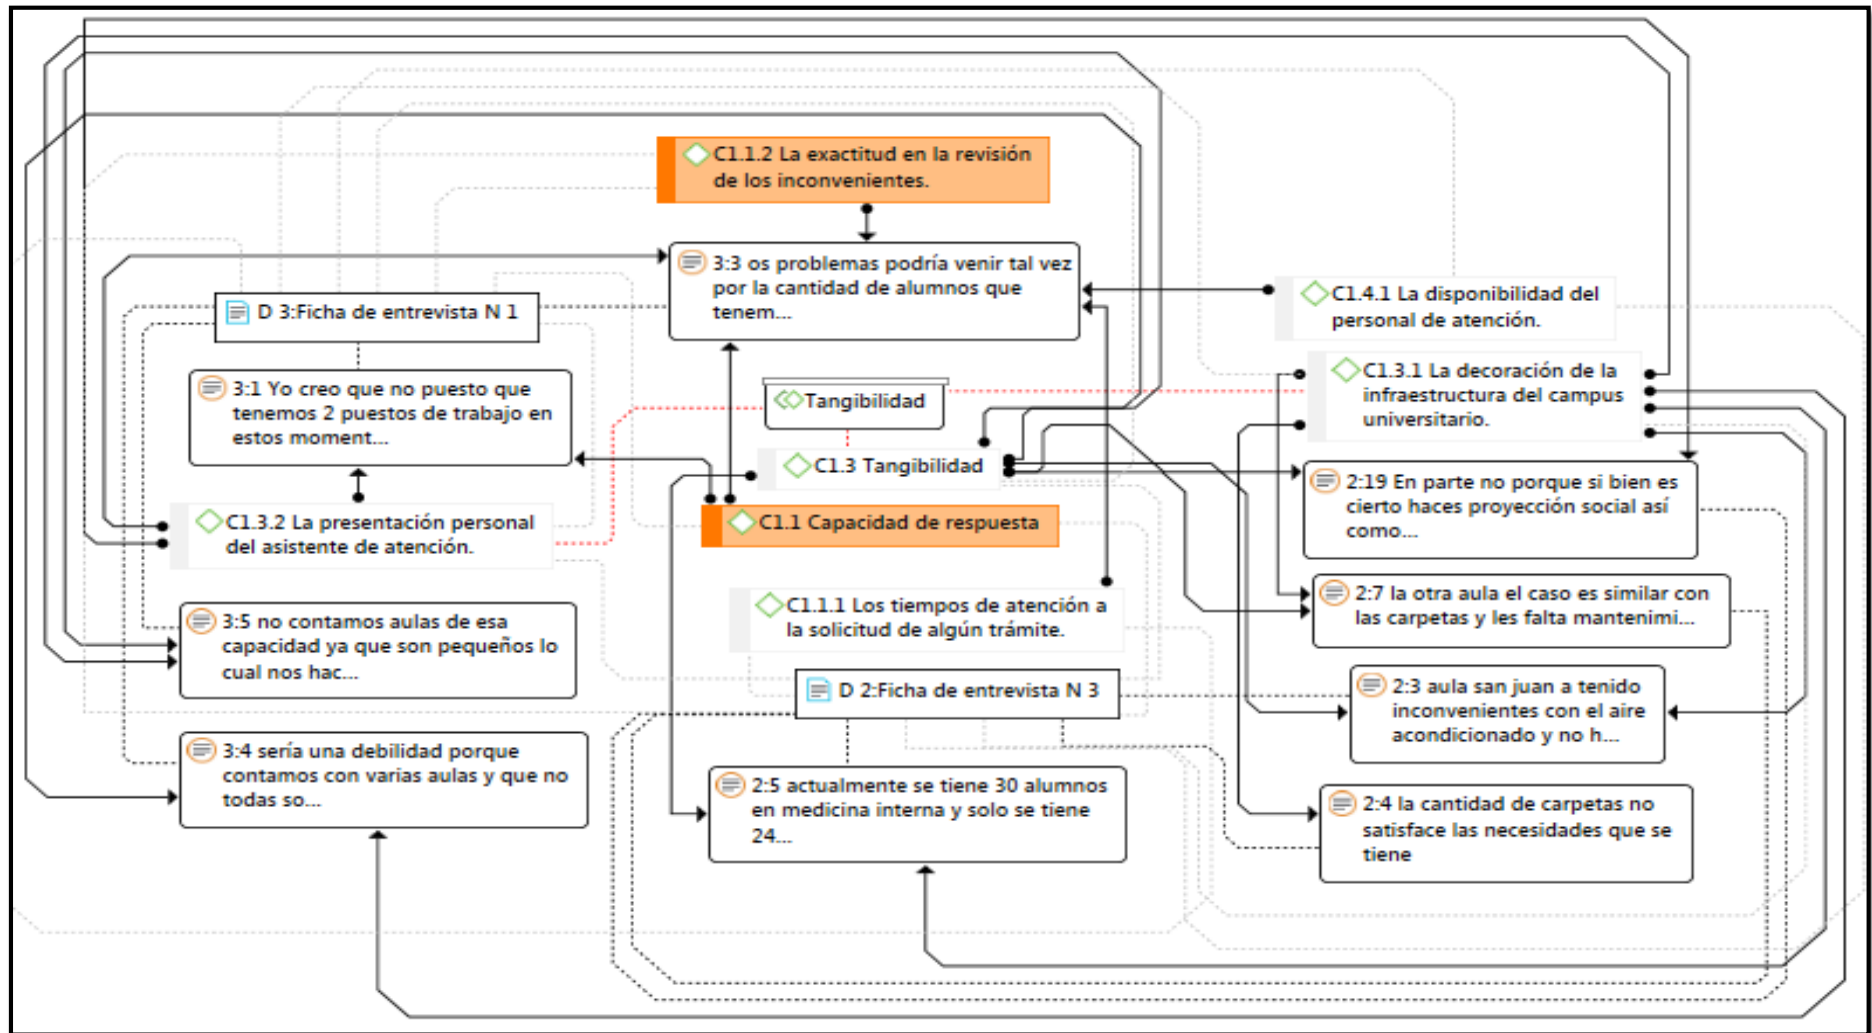 C1.1.2 La exactitud en la revisión
de los inconvenientes.
3:3 os problemas podría venir tal vez
por la cantidad de alumnos que
tenem...
C1.4.1 La disponibilidad del
personal de atención.
D 3:Ficha de entrevista N 1
C1.3.1 La decoración de la
infraestructura del campus
universitario.
3:1 Yo creo que no puesto que
tenemos 2 puestos de trabajo en
estos moment...
Tangibilidad
C1.3 Tangibilidad
2:19 En parte no porque si bien es
cierto haces proyección social así
como...
C1.3.2 La presentación personal
del asistente de atención.
C1.1 Capacidad de respuesta
2:7 la otra aula el caso es similar con
las carpetas y les falta mantenimi...
C1.1.1 Los tiempos de atención a
la solicitud de algún trámite.
3:5 no contamos aulas de esa
capacidad ya que son pequeños lo
cual nos hac...
D 2:Ficha de entrevista N 3
2:3 aula san juan a tenido
inconvenientes con el aire
acondicionado y no h...
3:4 sería una debilidad porque
contamos con varias aulas y que no
todas so...
2:5 actualmente se tiene 30 alumnos
en medicina interna y solo se tiene
24...
2:4 la cantidad de carpetas no
satisface las necesidades que se
tiene